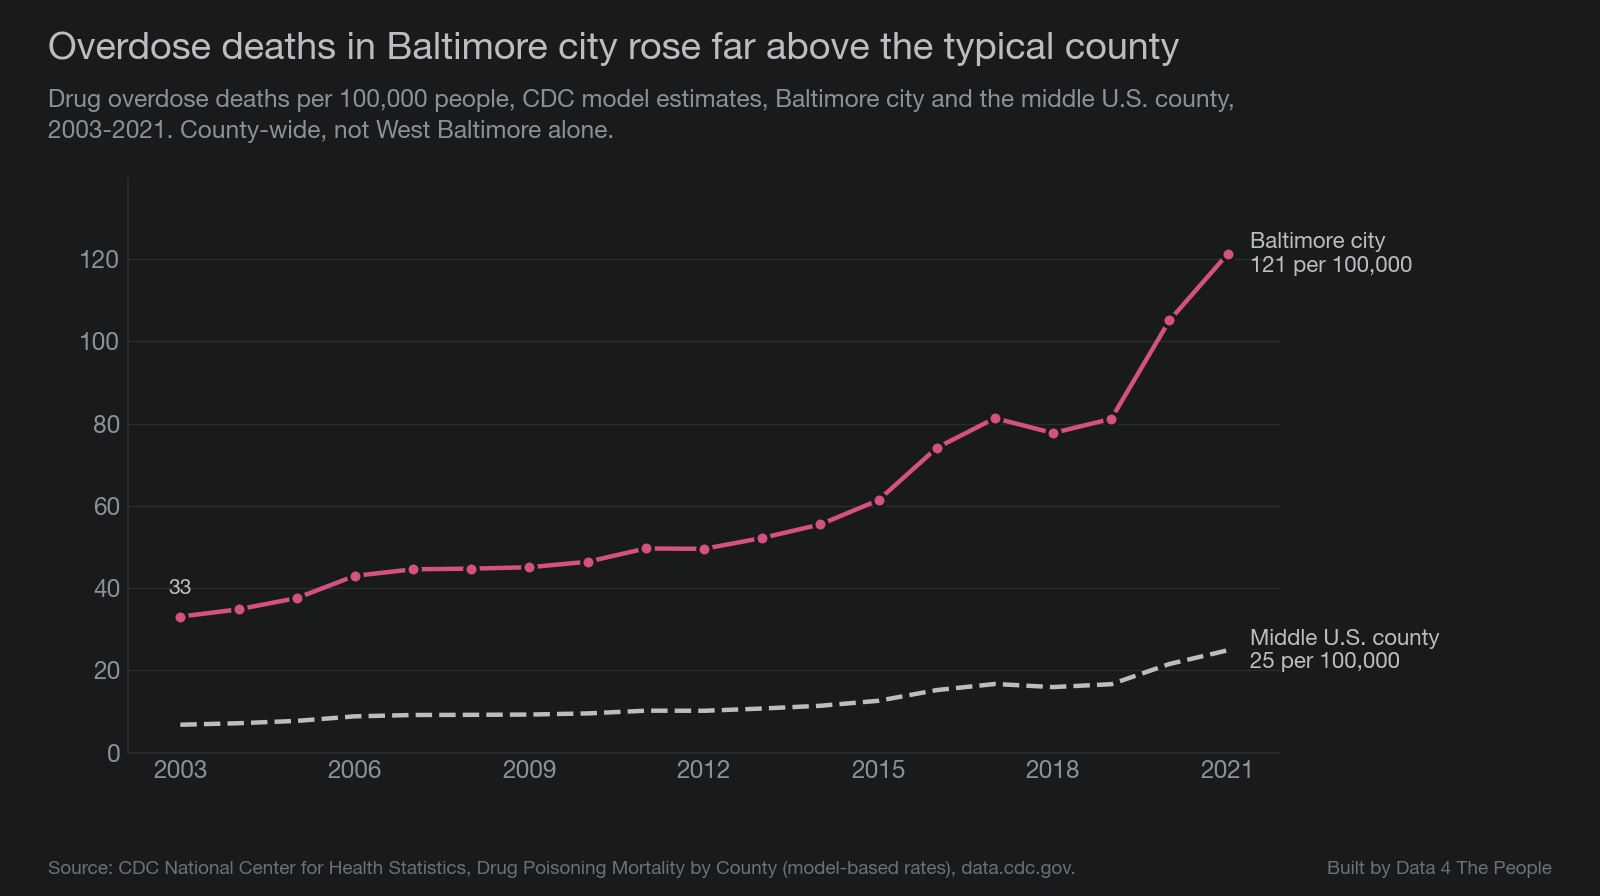 Overdose deaths in Baltimore city rose far above the typical county
Drug overdose deaths per 100,000 people, CDC model estimates, Baltimore city and the middle U.S. county,
2003-2021. County-wide, not West Baltimore alone.
120
100
80
60
40
20
0
33
Baltimore city
121 per 100,000
Middle U.S. county
25 per 100,000
2003 2006 2009 2012 2015 2018 2021
Source: CDC National Center for Health Statistics, Drug Poisoning Mortality by County (model-based rates), data.cdc.gov.
Built by Data 4 The People